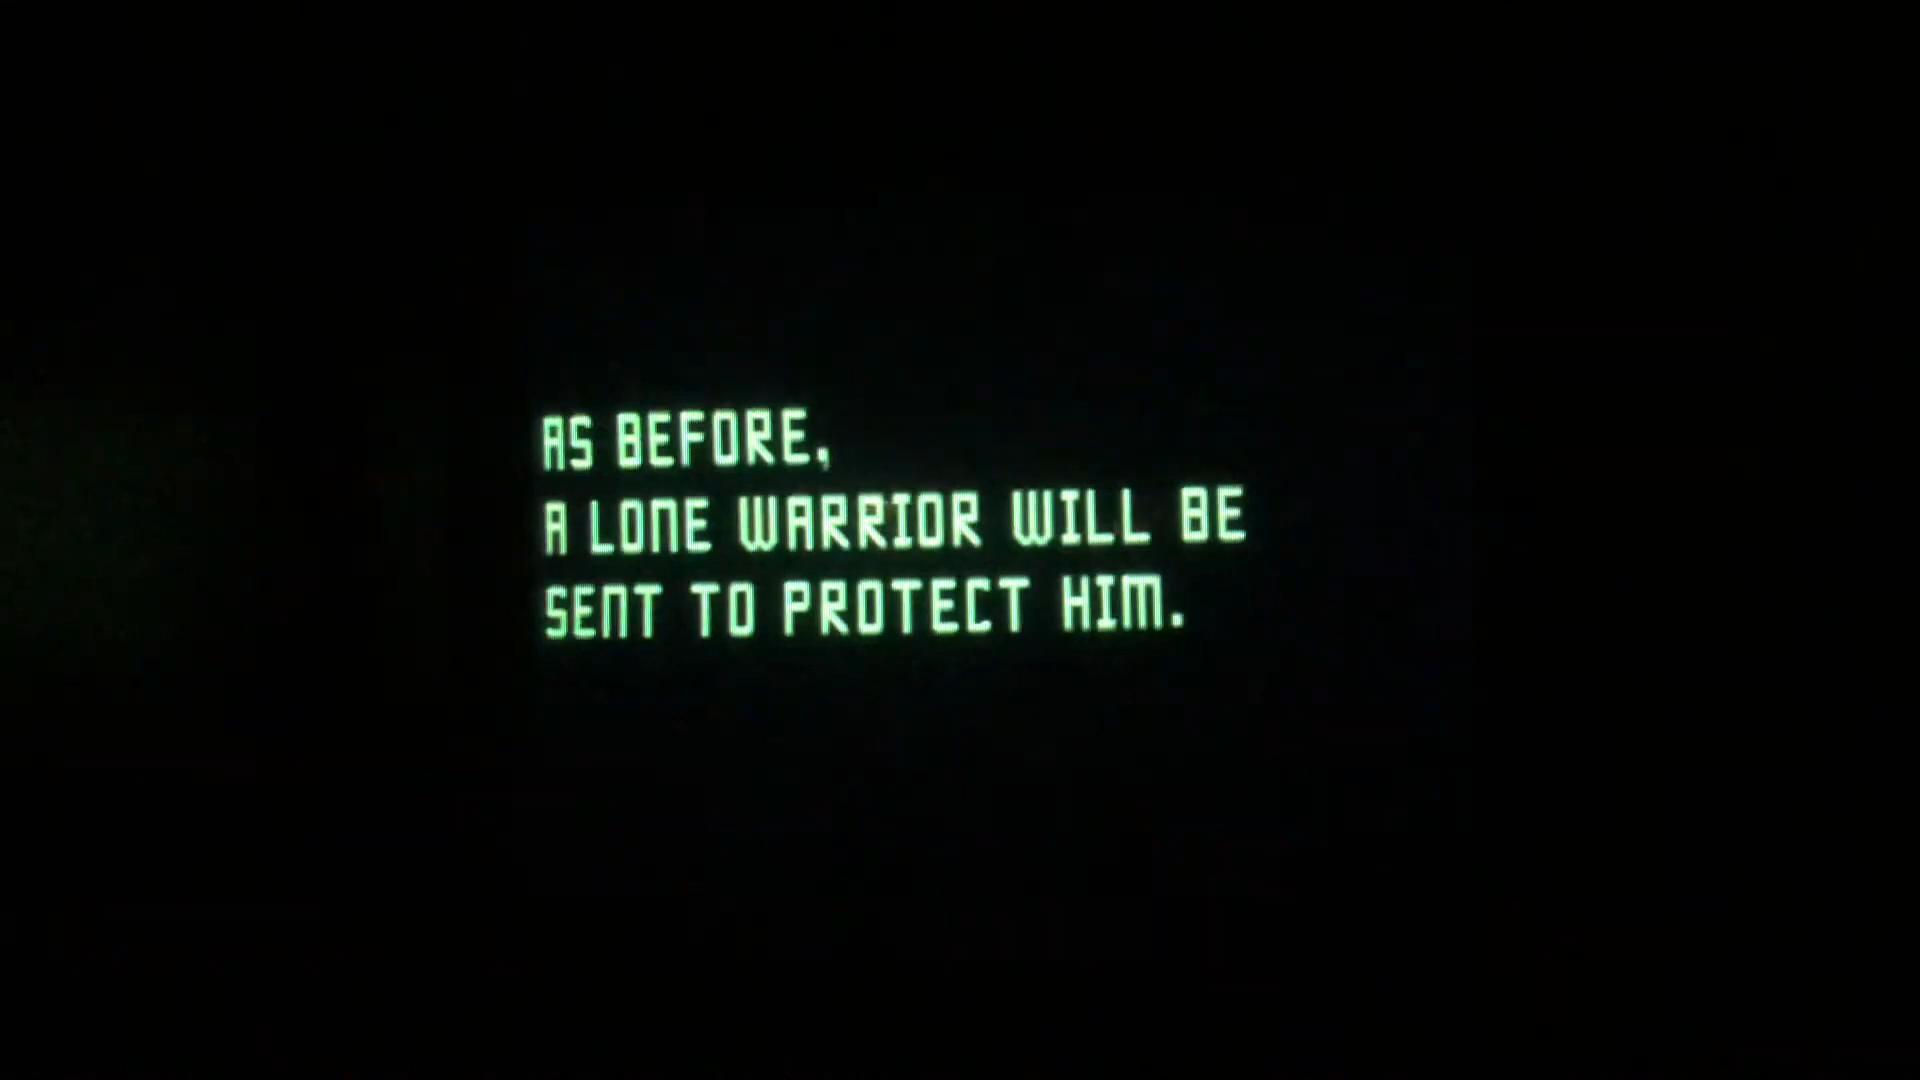 AS BEFORE,
A LONE WARRIOR WILL BE
SENT TO PROTECT HIM.